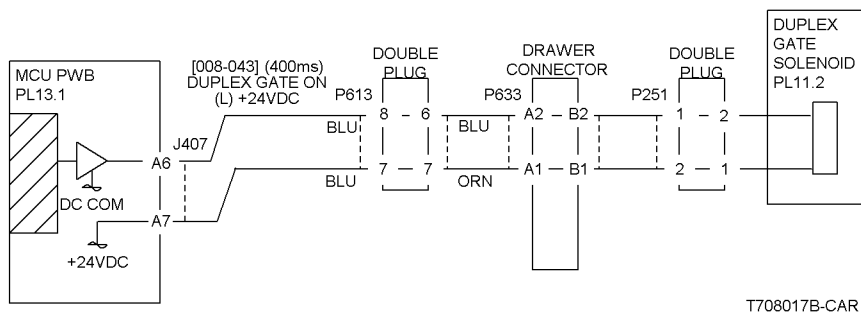 MCU PWB
PL13.1
DC COM
+24VDC
A6
A7
J407
[008-043] (400ms)
DUPLEX GATE ON
(L) +24VDC
BLU
BLU
P613
DOUBLE
PLUG
8 6
7 7
BLU
ORN
P633
DRAWER
CONNECTOR
A2 B2
A1 B1
P251
DOUBLE
PLUG
1 2
2 1
DUPLEX
GATE
SOLENOID
PL11.2
T708017B-CAR